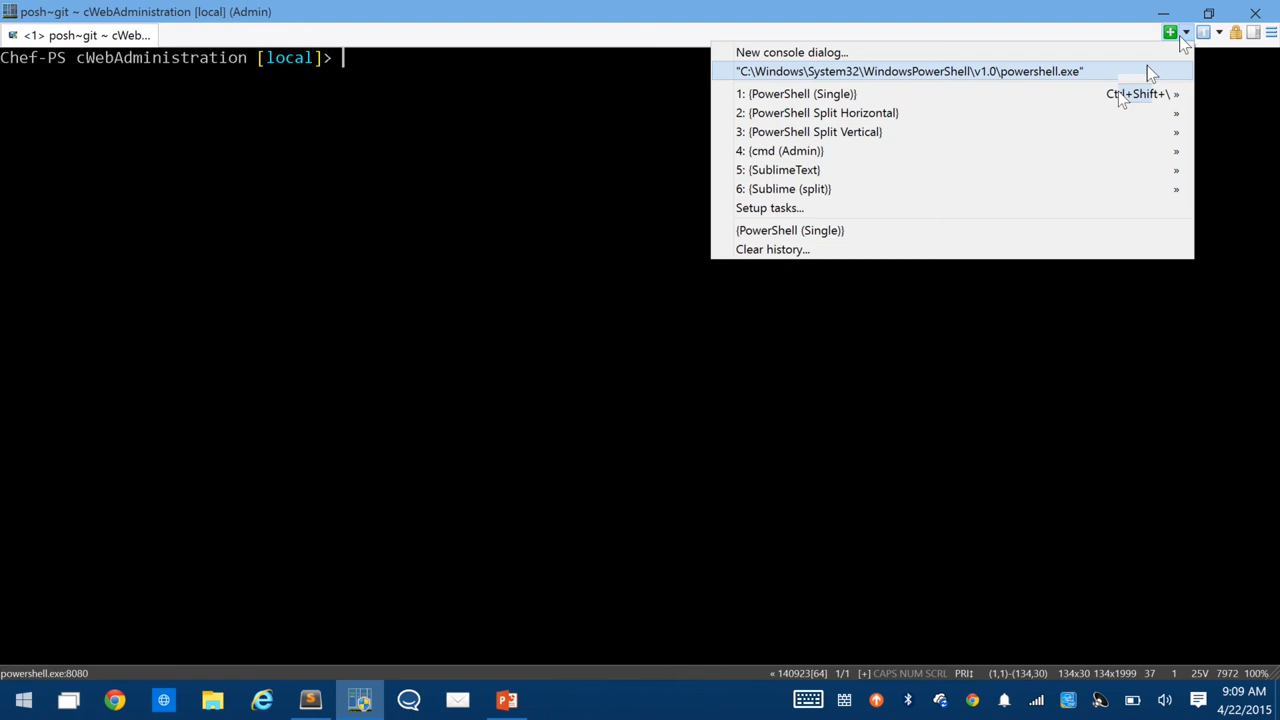 posh~git ~ cWebAdministration [local] (Admin)
<1> posh~git ~ cWeb...
Chef-PS cWebAdministration [local]>
New console dialog...
"C:\Windows\System32\WindowsPowerShell\v1.0\powershell.exe"
1: {PowerShell (Single)} Ctrl+Shift+\ »
2: {PowerShell Split Horizontal} »
3: {PowerShell Split Vertical} »
4: {cmd (Admin)} »
5: {SublimeText} »
6: {Sublime (split)} »
Setup tasks...
{PowerShell (Single)}
Clear history...
powershell.exe:8080
« 140923[64] 1/1 [+] CAPS NUM SCRL PRI↕ (1,1)-(134,30) 134x30 134x1999 37 1 25V 7972 100%
9:09 AM
4/22/2015